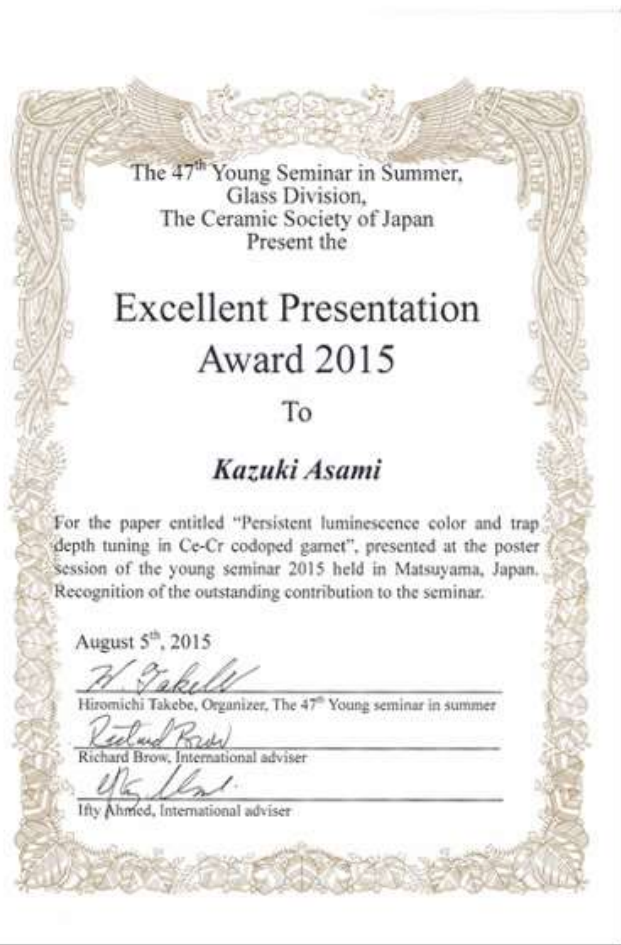 The 47th Young Seminar in Summer,
Glass Division,
The Ceramic Society of Japan
Present the
Excellent Presentation
Award 2015
To
Kazuki Asami
For the paper entitled “Persistent luminescence color and trap
depth tuning in Ce-Cr codoped garnet”, presented at the poster
session of the young seminar 2015 held in Matsuyama, Japan.
Recognition of the outstanding contribution to the seminar.
August 5th, 2015
H. Takebe
Hiromichi Takebe, Organizer, The 47th Young seminar in summer
Richard Brow
Richard Brow, International adviser
Ifty Ahmed, International adviser